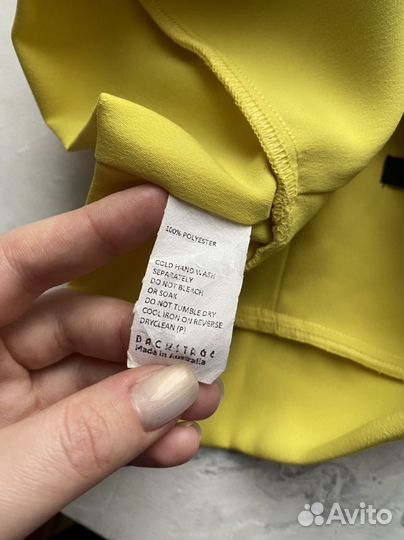 100% POLYESTER
COLD HAND WASH
SEPARATELY
DO NOT BLEACH
OR SOAK
DO NOT TUMBLE DRY
COOL IRON ON REVERSE
DRYCLEAN (P)
BACKSTAGE
Made in Australia
Avito